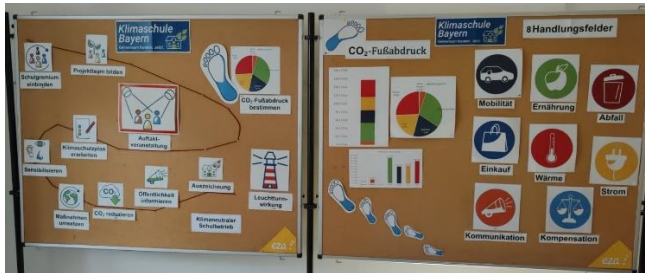 Klimaschule
Bayern
Schulgremium
einbinden
Projektteam bilden
CO₂-Fußabdruck
bestimmen
Auftakt-
veranstaltung
Klimaschutzplan
erarbeiten
Sensibilisieren
Maßnahmen
umsetzen
CO₂
CO₂ reduzieren
Öffentlichkeit
informieren
Auszeichnung
Klimaneutraler
Schulbetrieb
Leuchtturm-
wirkung
eza!
CO₂-Fußabdruck
Klimaschule
Bayern
8 Handlungsfelder
Mobilität
Ernährung
Abfall
Einkauf
Wärme
Strom
Kommunikation
Kompensation
eza!